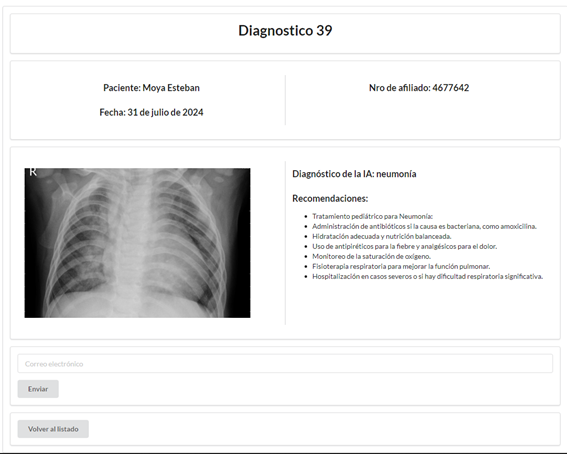 Diagnostico 39
Paciente: Moya Esteban
Nro de afiliado: 4677642
Fecha: 31 de julio de 2024
R
Diagnóstico de la IA: neumonía
Recomendaciones:
Tratamiento pediátrico para Neumonía:
Administración de antibióticos si la causa es bacteriana, como amoxicilina.
Hidratación adecuada y nutrición balanceada.
Uso de antipiréticos para la fiebre y analgésicos para el dolor.
Monitoreo de la saturación de oxígeno.
Fisioterapia respiratoria para mejorar la función pulmonar.
Hospitalización en casos severos o si hay dificultad respiratoria significativa.
Correo electrónico
Enviar
Volver al listado